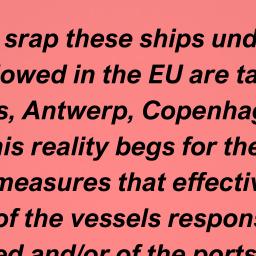 srap these ships und
lowed in the EU are ta
s, Antwerp, Copenhag
his reality begs for the
measures that effectiv
of the vessels respons
ed and/or of the ports